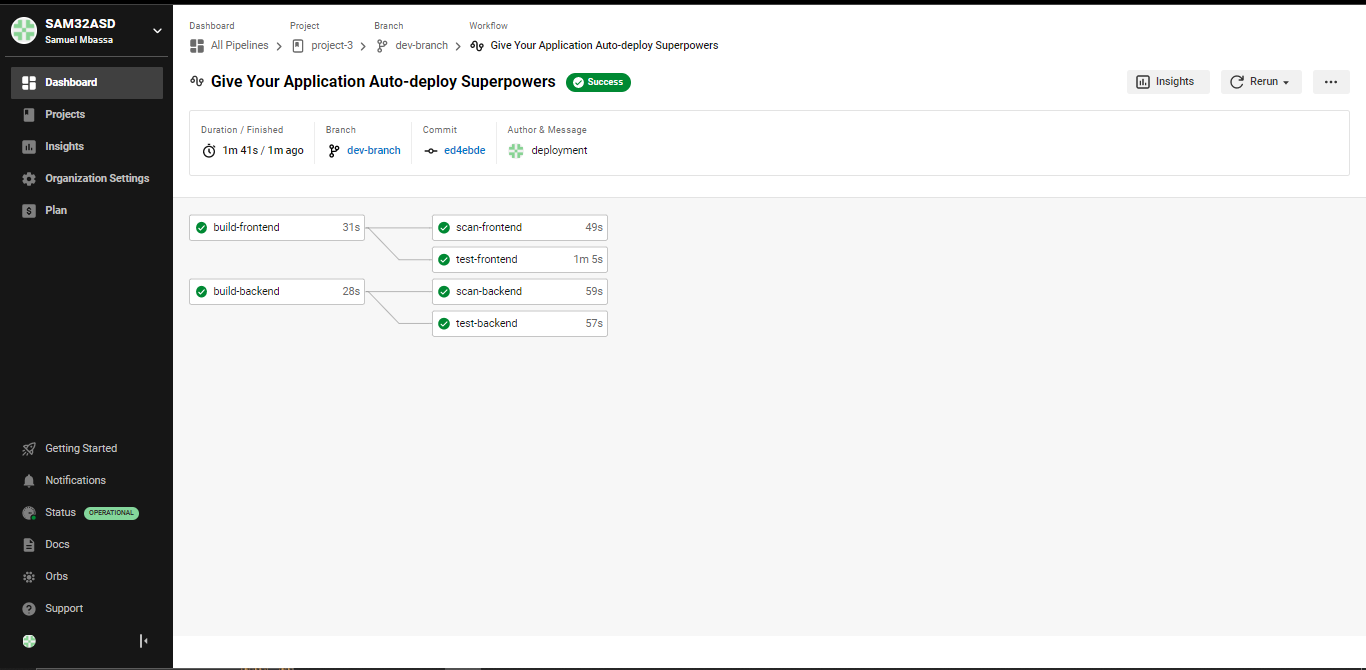 SAM32ASD
Samuel Mbassa
Dashboard
Projects
Insights
Organization Settings
Plan
Getting Started
Notifications
Status OPERATIONAL
Docs
Orbs
Support
Dashboard Project Branch Workflow
All Pipelines project-3 dev-branch Give Your Application Auto-deploy Superpowers
Give Your Application Auto-deploy Superpowers Success
Insights Rerun
Duration / Finished Branch Commit Author & Message
1m 41s / 1m ago dev-branch ed4ebde deployment
build-frontend 31s scan-frontend 49s
test-frontend 1m 5s
build-backend 28s scan-backend 59s
test-backend 57s